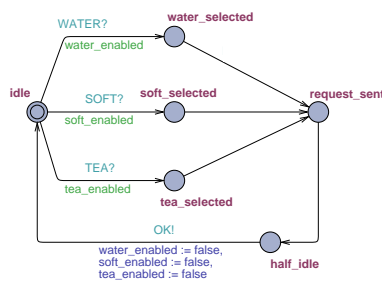 WATER?
water_enabled
water_selected
idle
SOFT?
soft_enabled
soft_selected
request_sent
TEA?
tea_enabled
tea_selected
OK!
water_enabled := false,
soft_enabled := false,
tea_enabled := false
half_idle